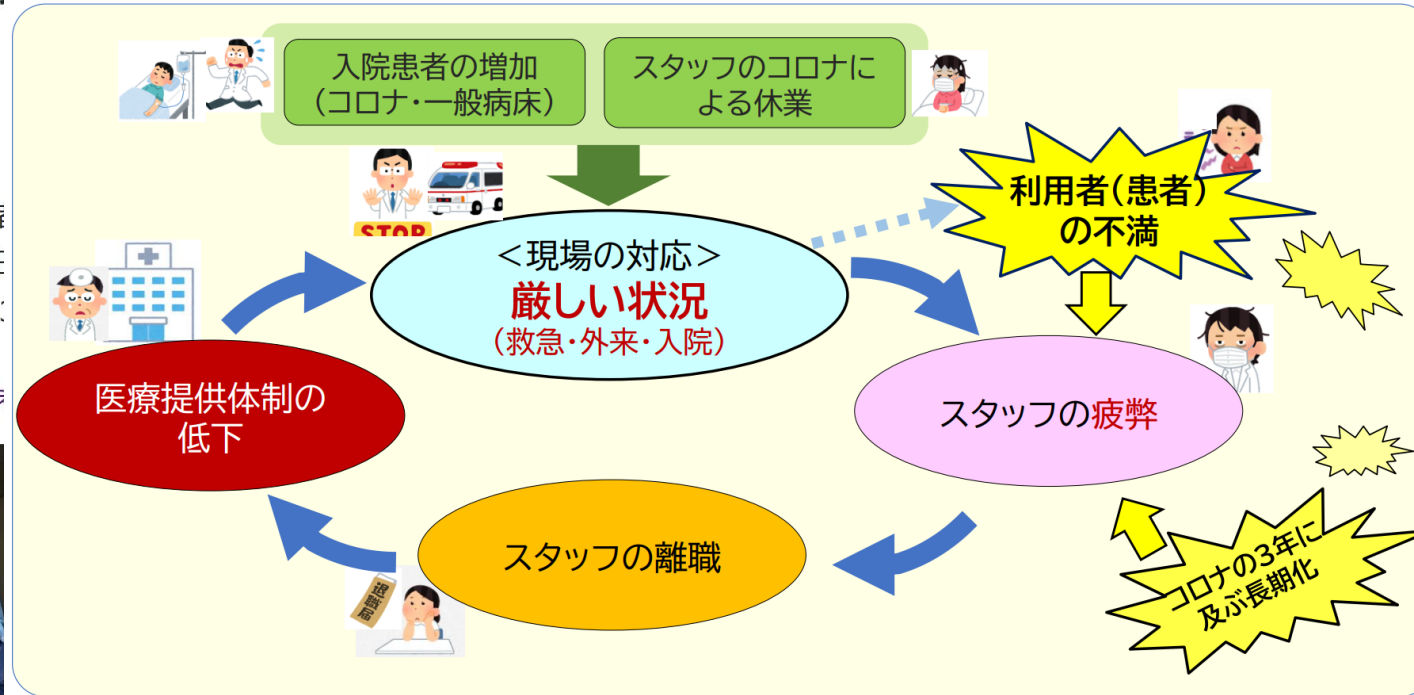 入院患者の増加
（コロナ・一般病床）
スタッフのコロナに
よる休業
STOP
利用者（患者）
の不満
＜現場の対応＞
厳しい状況
（救急・外来・入院）
医療提供体制の
低下
スタッフの疲弊
スタッフの離職
退職届
コロナの3年に
及ぶ長期化